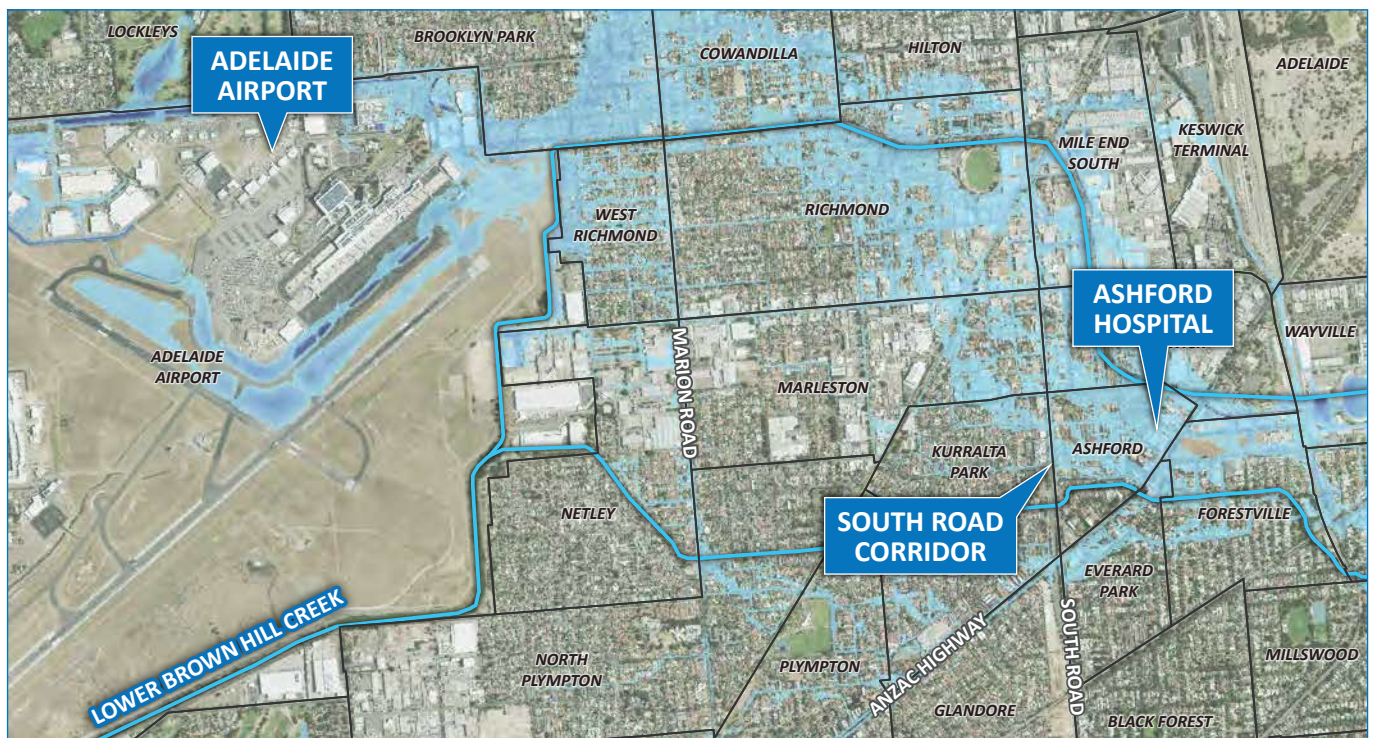 LOCKLEYS
BROOKLYN PARK
COWANDILLA
HILTON
ADELAIDE
ADELAIDE
AIRPORT
MILE END
SOUTH
KESWICK
TERMINAL
WEST
RICHMOND
RICHMOND
ASHFORD
HOSPITAL
WAYVILLE
ADELAIDE
AIRPORT
MARION ROAD
MARLESTON
KURRALTA
PARK
ASHFORD
NETLEY
SOUTH ROAD
CORRIDOR
FORESTVILLE
EVERARD
PARK
LOWER BROWN HILL CREEK
NORTH
PLYMPTON
PLYMPTON
ANZAC HIGHWAY
SOUTH ROAD
MILLSWOOD
GLANDORE
BLACK FOREST